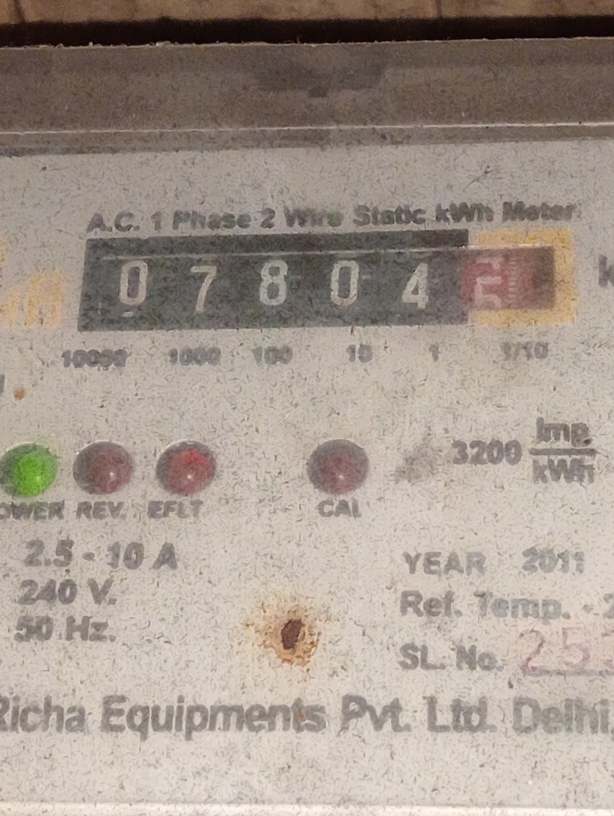 A.C. 1 Phase 2 Wire Static kWh Meter
0 7 8 0 4 5
10000 1000 100 10 1 1/10
3200 Imp. kWh
REV. EFLT CAL
2.5 - 10 A
240 V.
50 Hz.
YEAR 2011
Ref. Temp. -
SL. No. 25
Richa Equipments Pvt. Ltd. Delhi.